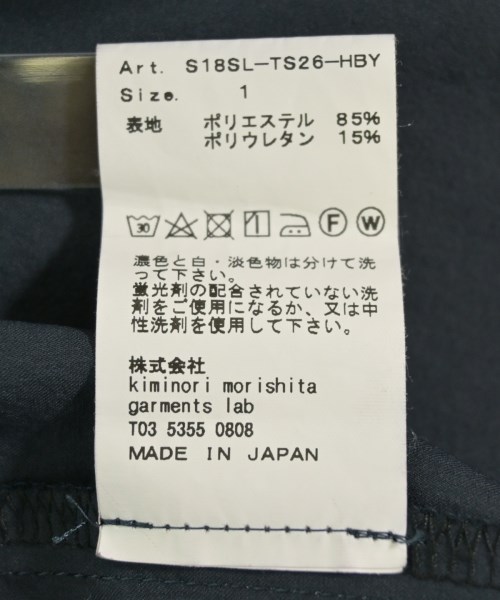 Art. S18SL-TS26-HBY
Size. 1
表地 ポリエステル 85%
ポリウレタン 15%
30 F W
濃色と白・淡色物は分けて洗
って下さい。
蛍光剤の配合されていない洗
剤をご使用になるか、又は中
性洗剤を使用して下さい。
株式会社
kiminori morishita
garments lab
T03 5355 0808
MADE IN JAPAN